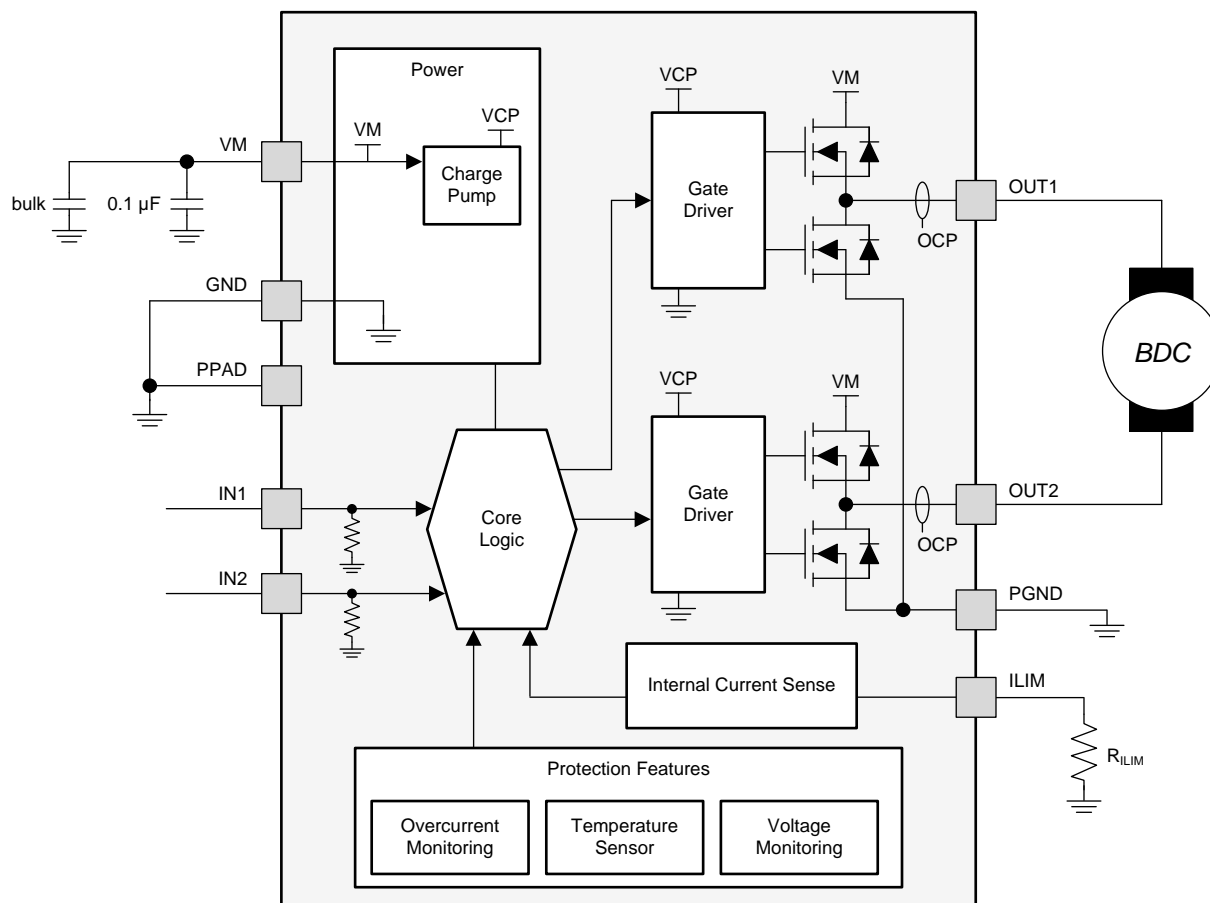 Power
VCP
VM
VM
VCP
VM
Charge
Pump
Gate
Driver
OUT1
bulk
0.1 µF
OCP
GND
BDC
PPAD
VCP
VM
IN1
Core
Logic
Gate
Driver
OUT2
OCP
IN2
PGND
Internal Current Sense
ILIM
RILIM
Protection Features
Overcurrent
Monitoring
Temperature
Sensor
Voltage
Monitoring